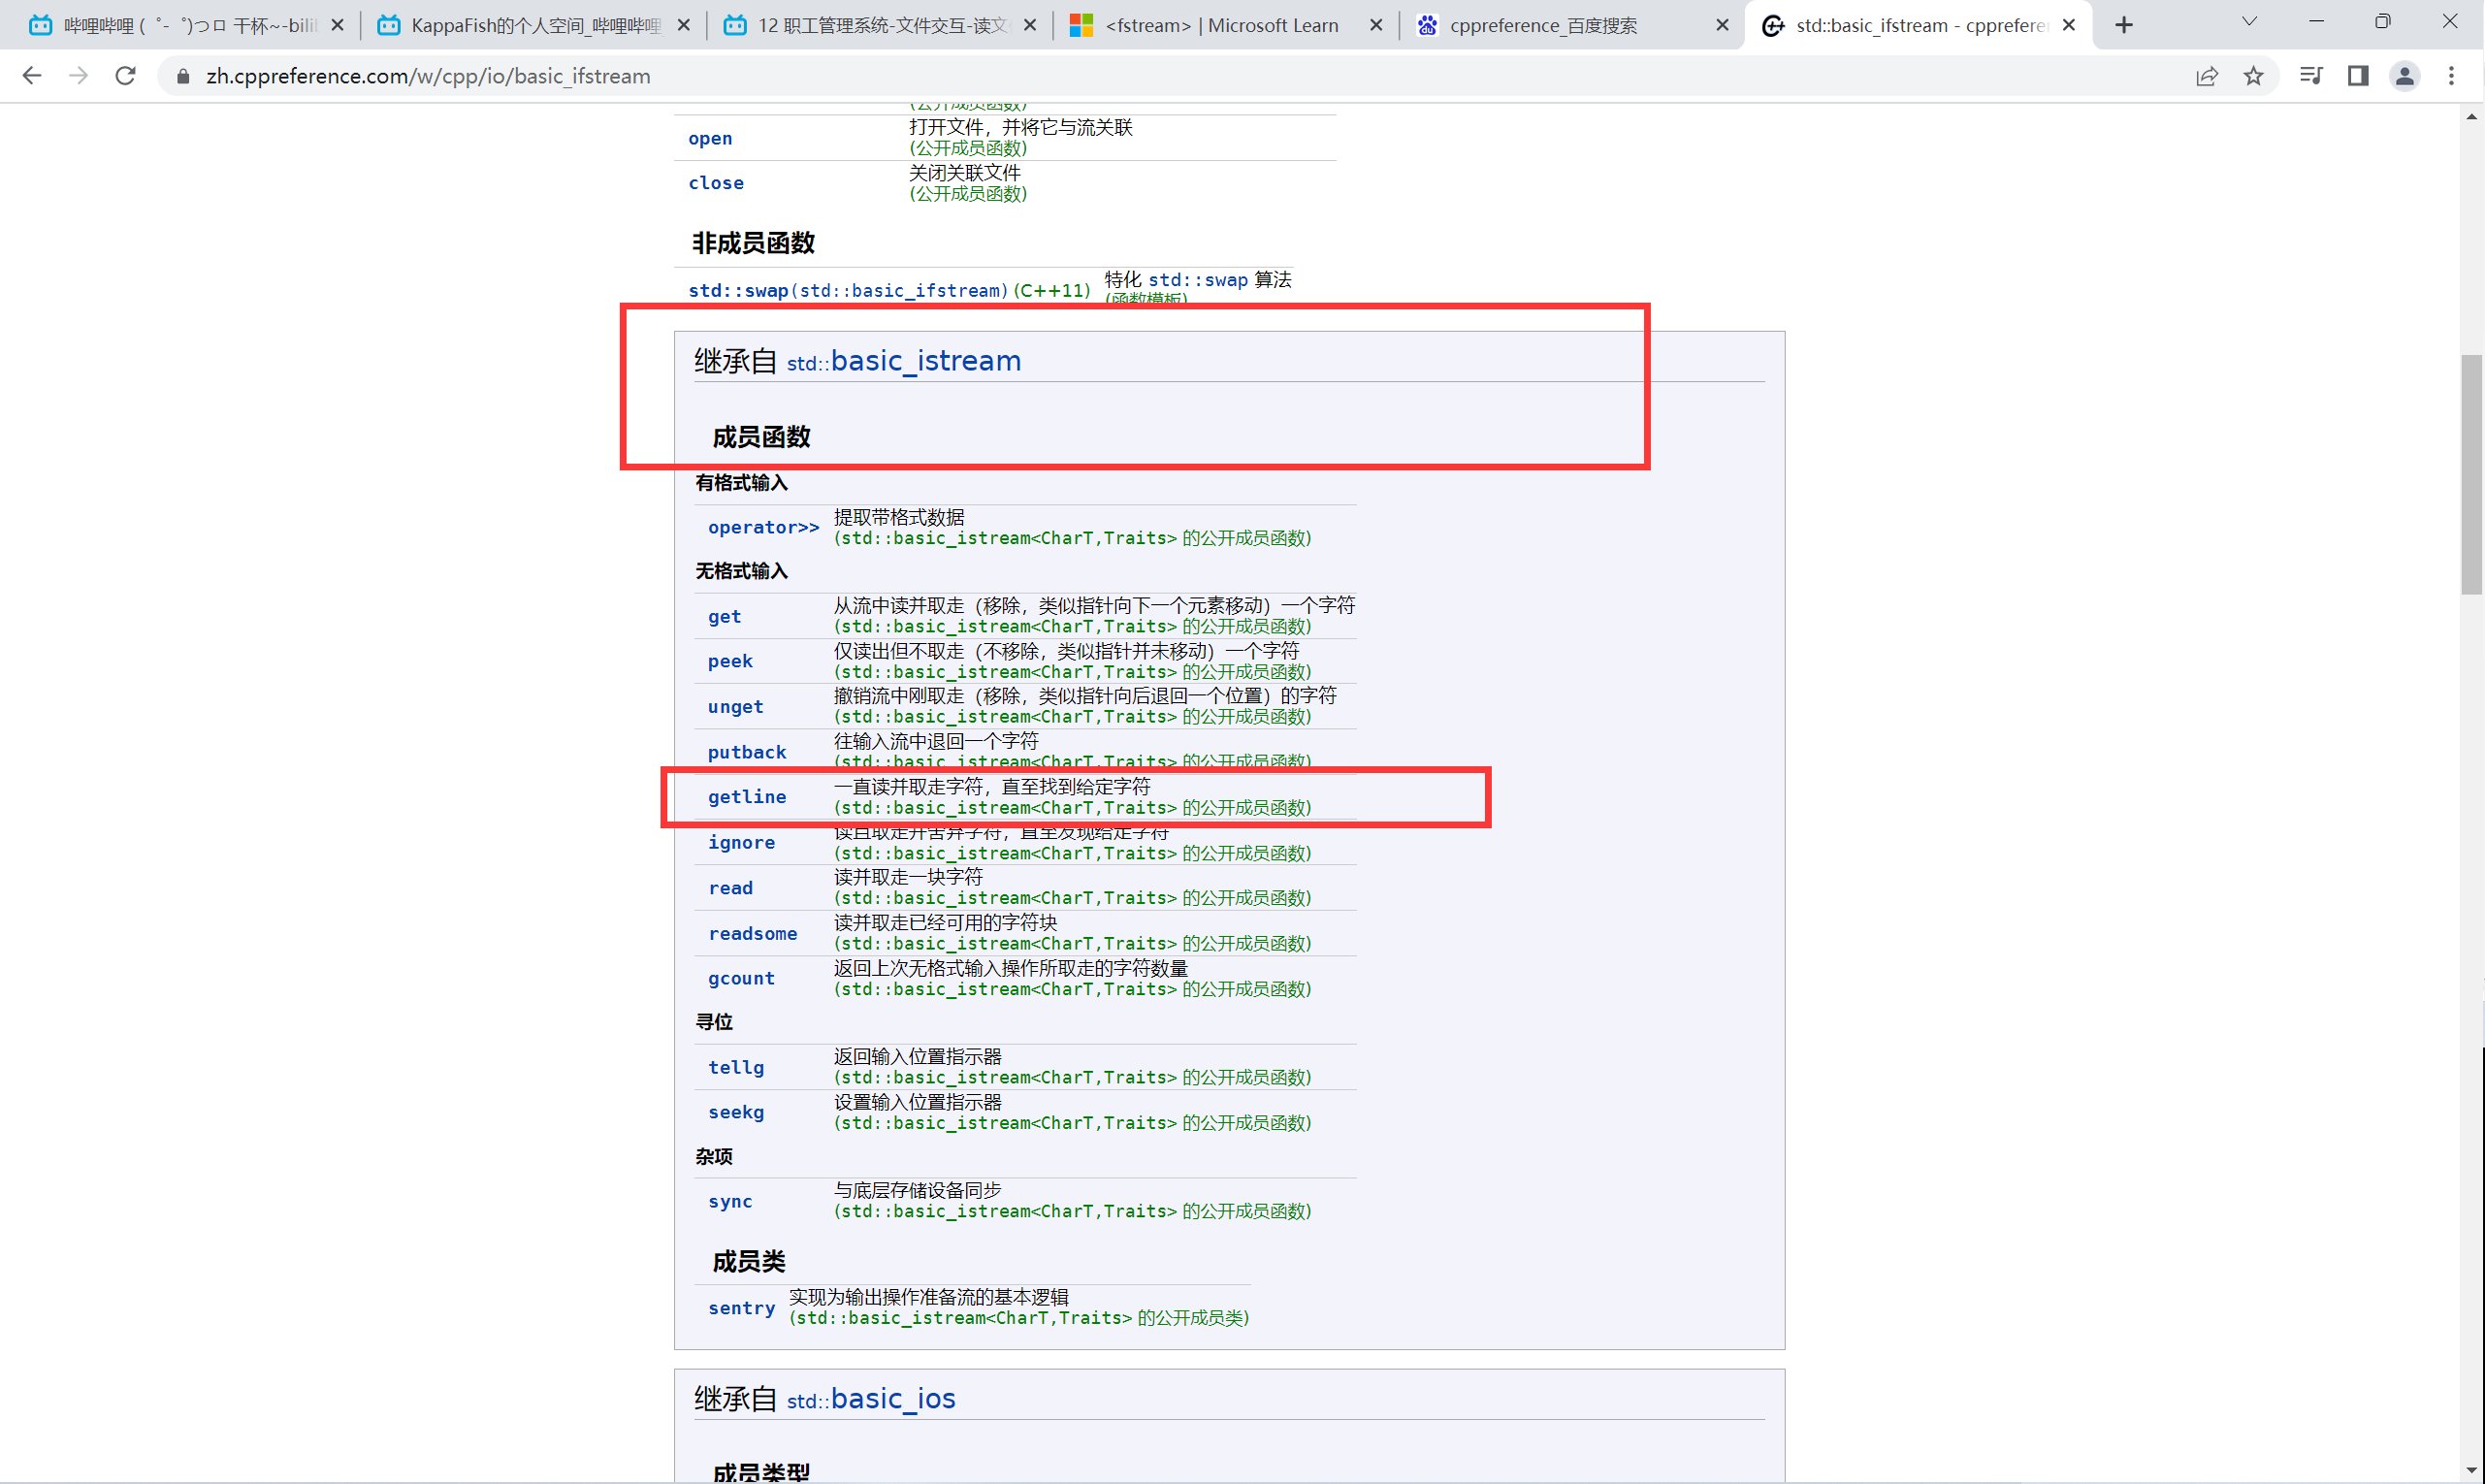 哔哩哔哩 (゜-゜)つロ 干杯~-bili
KappaFish的个人空间_哔哩哔哩
12 职工管理系统-文件交互-读文
<fstream> | Microsoft Learn
cppreference_百度搜索
std::basic_ifstream - cpprefere
zh.cppreference.com/w/cpp/io/basic_ifstream
(公开成员函数)
open
打开文件，并将它与流关联
(公开成员函数)
close
关闭关联文件
(公开成员函数)
非成员函数
std::swap(std::basic_ifstream)(C++11)
特化 std::swap 算法
(函数模板)
继承自 std::basic_istream
成员函数
有格式输入
operator>>
提取带格式数据
(std::basic_istream<CharT,Traits> 的公开成员函数)
无格式输入
get
从流中读并取走（移除，类似指针向下一个元素移动）一个字符
(std::basic_istream<CharT,Traits> 的公开成员函数)
peek
仅读出但不取走（不移除，类似指针并未移动）一个字符
(std::basic_istream<CharT,Traits> 的公开成员函数)
unget
撤销流中刚取走（移除，类似指针向后退回一个位置）的字符
(std::basic_istream<CharT,Traits> 的公开成员函数)
putback
往输入流中退回一个字符
(std::basic_istream<CharT,Traits> 的公开成员函数)
getline
一直读并取走字符，直至找到给定字符
(std::basic_istream<CharT,Traits> 的公开成员函数)
ignore
读且取走并舍弃字符，直至发现给定字符
(std::basic_istream<CharT,Traits> 的公开成员函数)
read
读并取走一块字符
(std::basic_istream<CharT,Traits> 的公开成员函数)
readsome
读并取走已经可用的字符块
(std::basic_istream<CharT,Traits> 的公开成员函数)
gcount
返回上次无格式输入操作所取走的字符数量
(std::basic_istream<CharT,Traits> 的公开成员函数)
寻位
tellg
返回输入位置指示器
(std::basic_istream<CharT,Traits> 的公开成员函数)
seekg
设置输入位置指示器
(std::basic_istream<CharT,Traits> 的公开成员函数)
杂项
sync
与底层存储设备同步
(std::basic_istream<CharT,Traits> 的公开成员函数)
成员类
sentry
实现为输出操作准备流的基本逻辑
(std::basic_istream<CharT,Traits> 的公开成员类)
继承自 std::basic_ios
成员类型